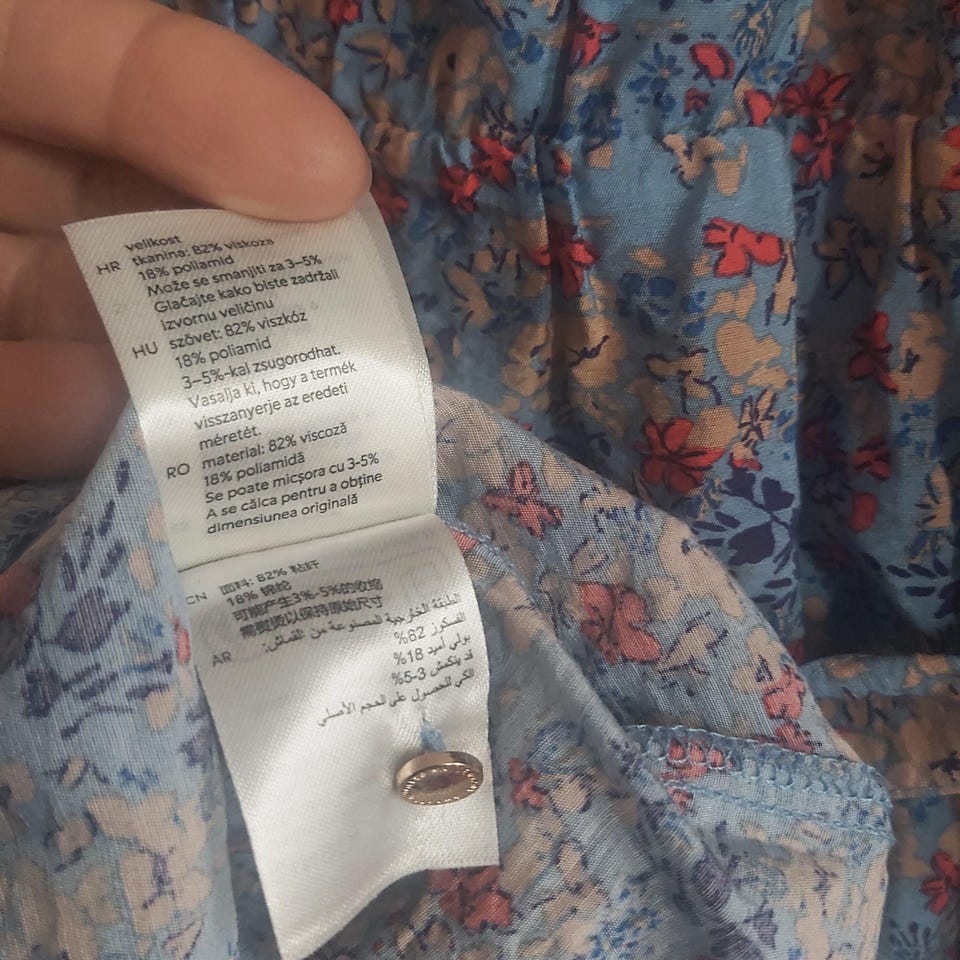 velikost
HR tkanina: 82% viskoza
18% poliamid
Može se smanjiti za 3–5%
Glačajte kako biste zadržali
izvornu veličinu
HU szövet: 82% viszkóz
18% poliamid
3–5%-kal zsugorodhat.
Vasalja ki, hogy a termék
visszanyerje az eredeti
méretét.
RO material: 82% viscoză
18% poliamidă
Se poate micșora cu 3-5%
A se călca pentru a obține
dimensiunea originală
CN 面料: 82% 粘纤
18% 锦纶
可能产生3%-5%的收缩
需熨烫以保持原始尺寸
AR الطبقة الخارجية المصنوعة من القماش:
الفسكوز 82%
بولي أميد 18%
قد ينكمش 3-5%
الكي للحصول على الحجم الأصلي